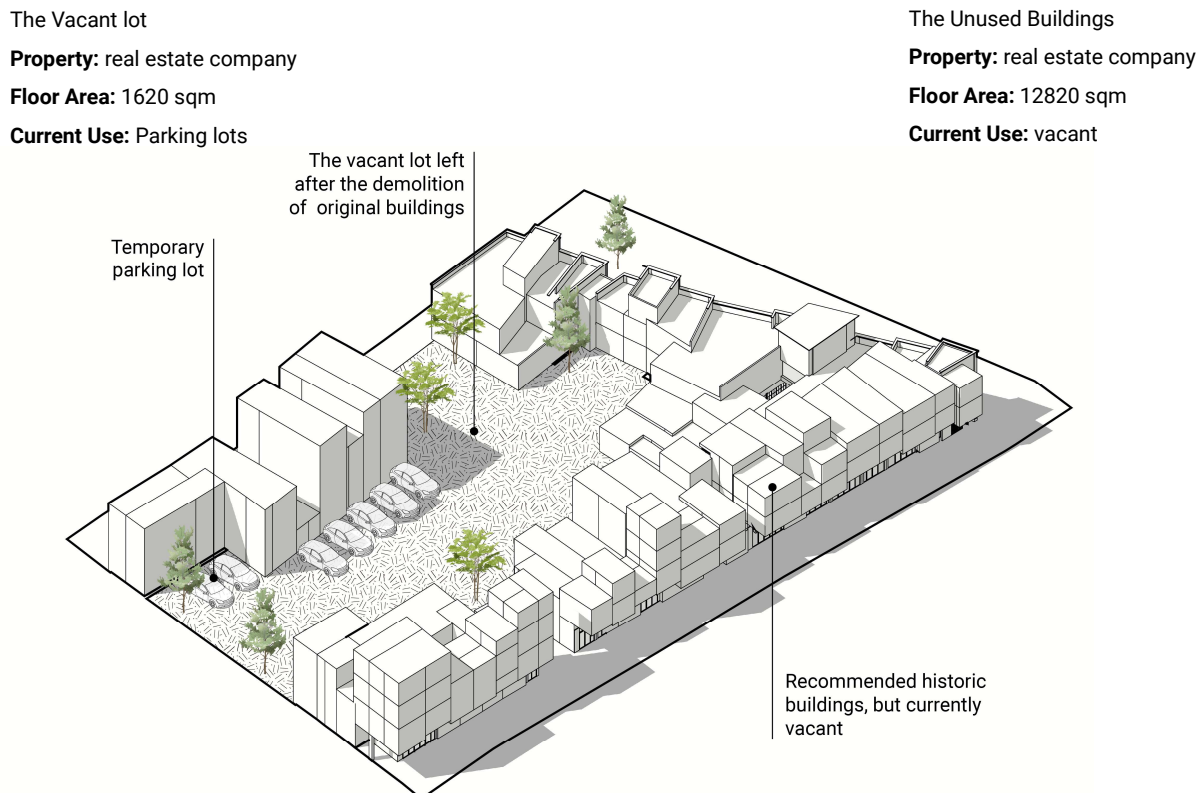 The Vacant lot
Property: real estate company
Floor Area: 1620 sqm
Current Use: Parking lots
The Unused Buildings
Property: real estate company
Floor Area: 12820 sqm
Current Use: vacant
The vacant lot left
after the demolition
of original buildings
Temporary
parking lot
Recommended historic
buildings, but currently
vacant